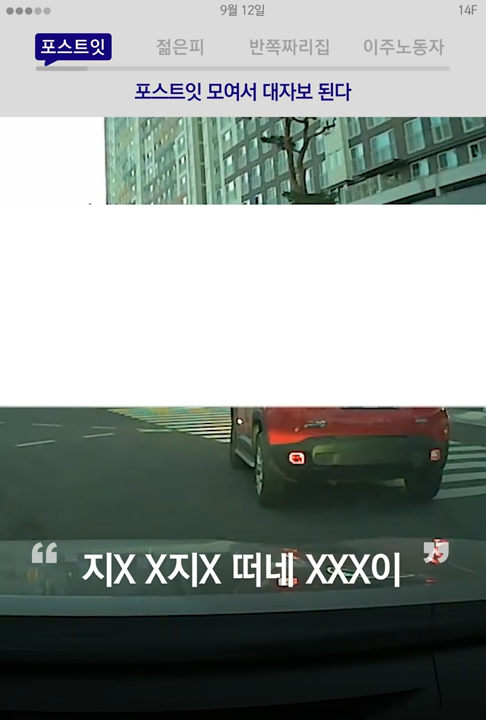 9월 12일
14F
포스트잇 젊은피 반쪽짜리집 이주노동자
포스트잇 모여서 대자보 된다
“ 지X X지X 떠네 XXX이 ”